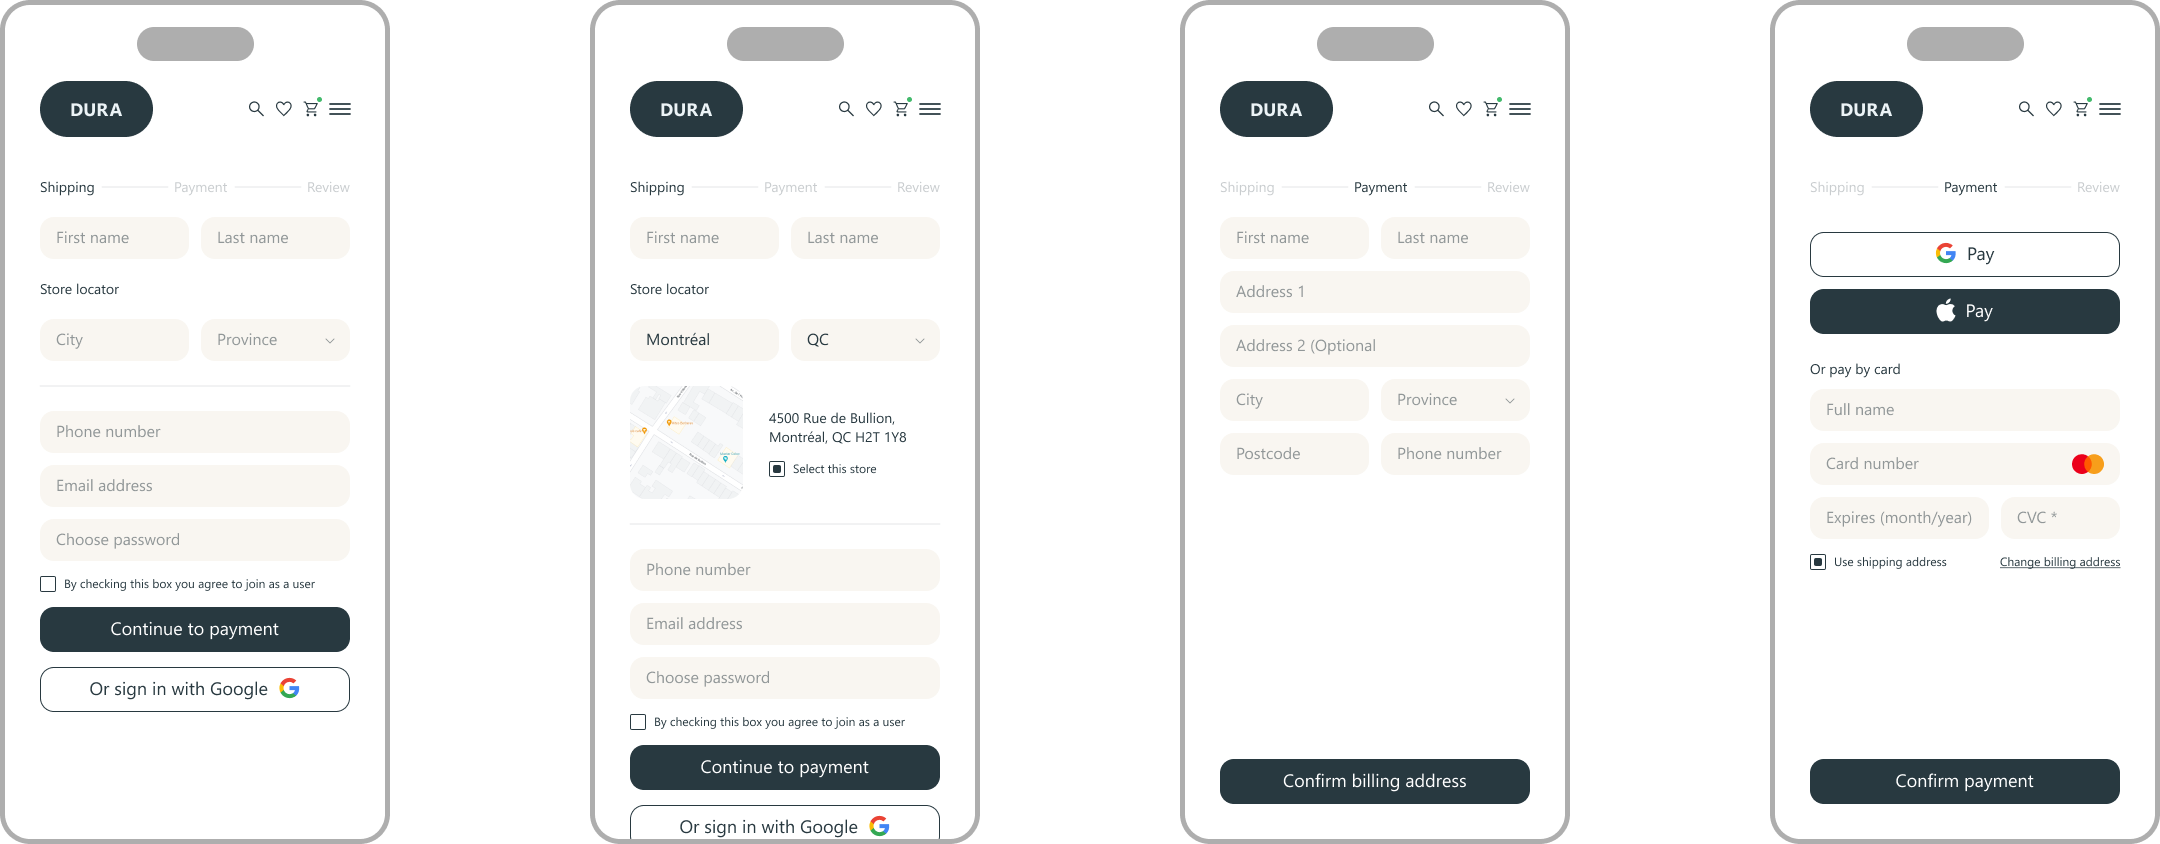 DURA
Shipping Payment Review
First name Last name
Store locator
City Province
Phone number
Email address
Choose password
By checking this box you agree to join as a user
Continue to payment
Or sign in with Google
DURA
Shipping Payment Review
First name Last name
Store locator
Montréal QC
4500 Rue de Bullion,
Montréal, QC H2T 1Y8
Select this store
Phone number
Email address
Choose password
By checking this box you agree to join as a user
Continue to payment
Or sign in with Google
DURA
Shipping Payment Review
First name Last name
Address 1
Address 2 (Optional
City Province
Postcode Phone number
Confirm billing address
DURA
Shipping Payment Review
G Pay
Pay
Or pay by card
Full name
Card number
Expires (month/year) CVC *
Use shipping address Change billing address
Confirm payment